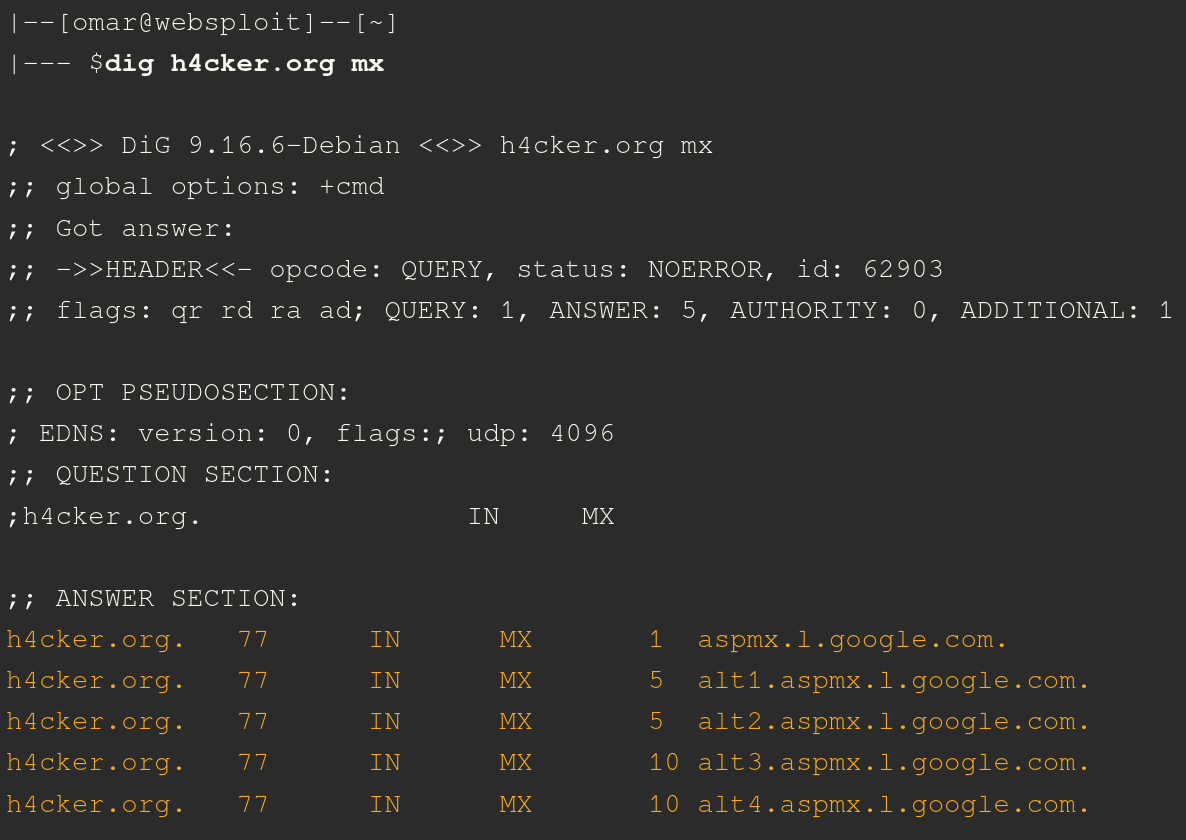 |--[omar@websploit]--[~]
|--- $dig h4cker.org mx
; <<>> DiG 9.16.6-Debian <<>> h4cker.org mx
;; global options: +cmd
;; Got answer:
;; ->>HEADER<<- opcode: QUERY, status: NOERROR, id: 62903
;; flags: qr rd ra ad; QUERY: 1, ANSWER: 5, AUTHORITY: 0, ADDITIONAL: 1
;; OPT PSEUDOSECTION:
; EDNS: version: 0, flags:; udp: 4096
;; QUESTION SECTION:
;h4cker.org. IN MX
;; ANSWER SECTION:
h4cker.org. 77 IN MX 1 aspmx.l.google.com.
h4cker.org. 77 IN MX 5 alt1.aspmx.l.google.com.
h4cker.org. 77 IN MX 5 alt2.aspmx.l.google.com.
h4cker.org. 77 IN MX 10 alt3.aspmx.l.google.com.
h4cker.org. 77 IN MX 10 alt4.aspmx.l.google.com.